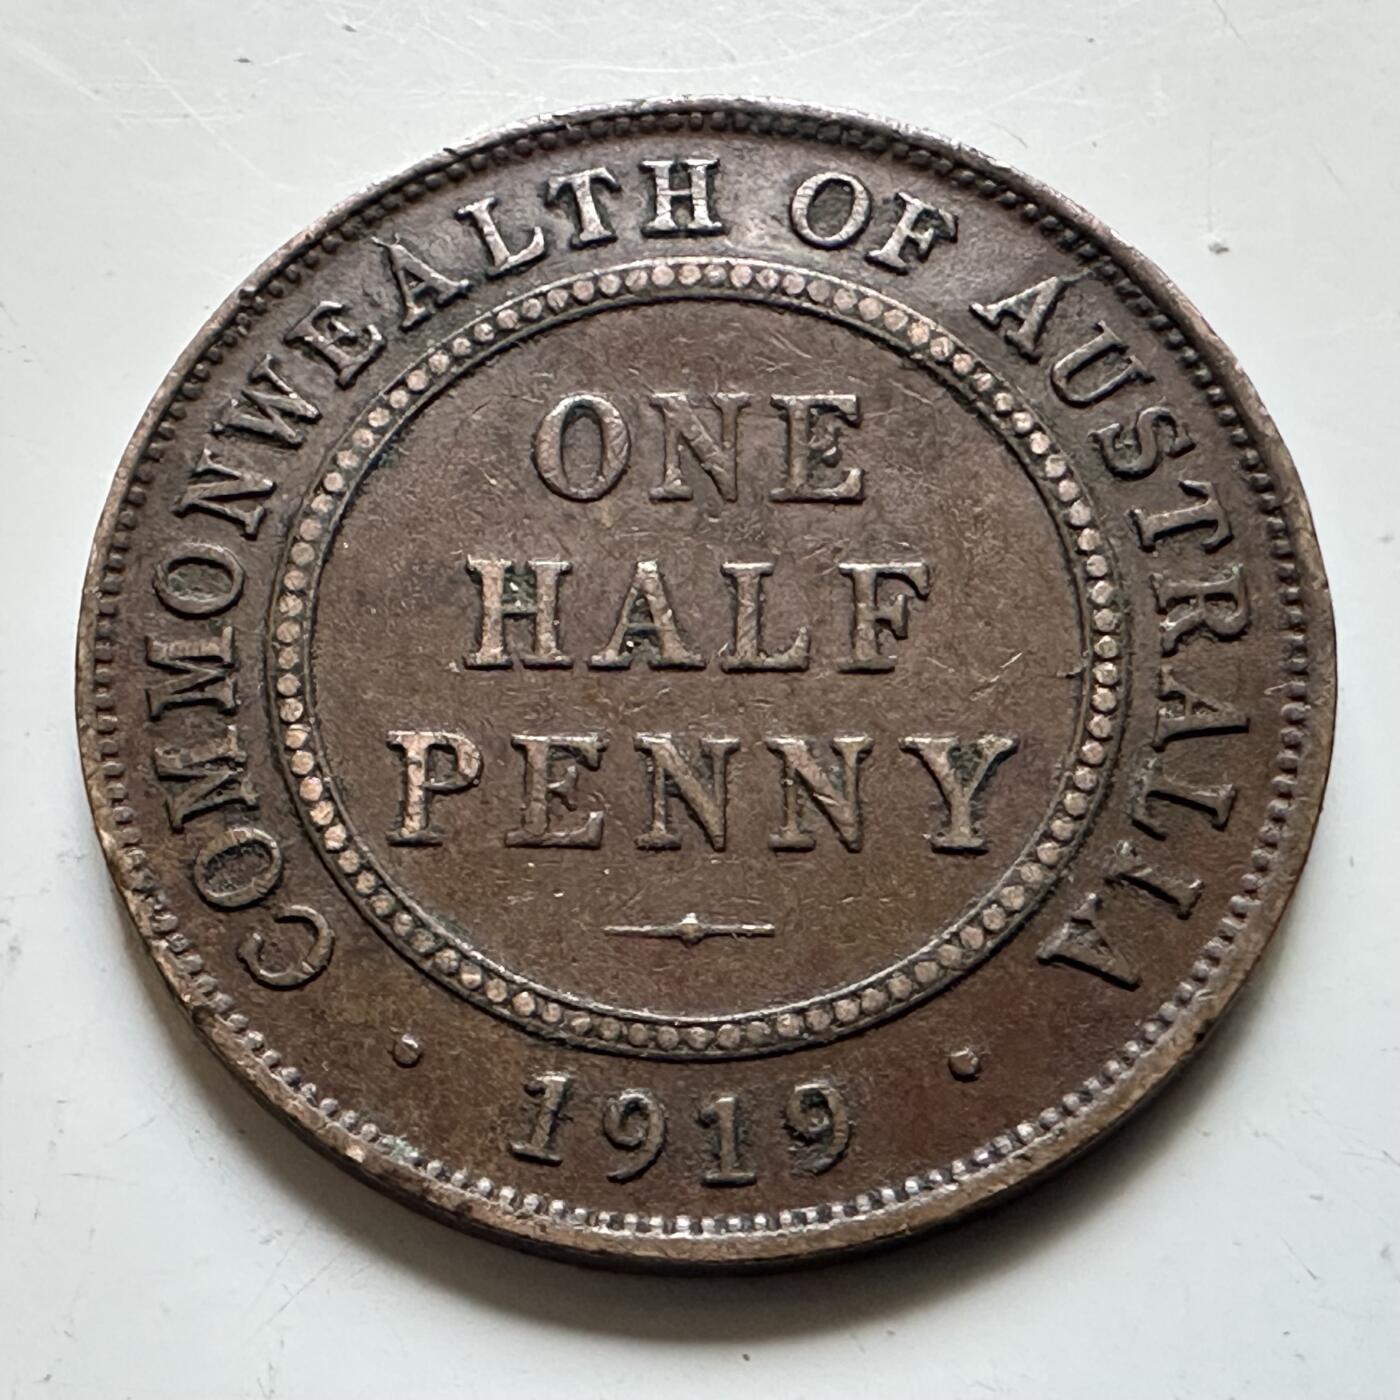 COMMONWEALTH OF AUSTRALIA
ONE
HALF
PENNY
1919